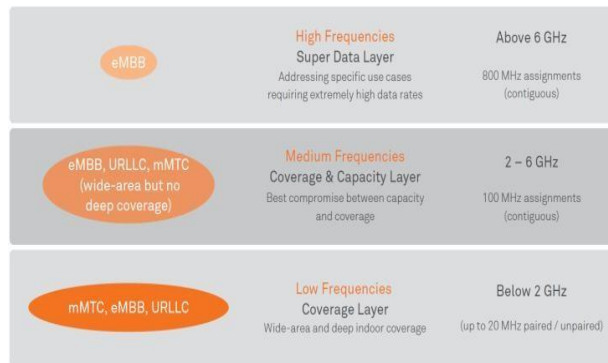 eMBB
High Frequencies
Super Data Layer
Addressing specific use cases
requiring extremely high data rates
Above 6 GHz
800 MHz assignments
(contiguous)
eMBB, URLLC, mMTC
(wide-area but no
deep coverage)
Medium Frequencies
Coverage & Capacity Layer
Best compromise between capacity
and coverage
2 – 6 GHz
100 MHz assignments
(contiguous)
mMTC, eMBB, URLLC
Low Frequencies
Coverage Layer
Wide-area and deep indoor coverage
Below 2 GHz
(up to 20 MHz paired / unpaired)